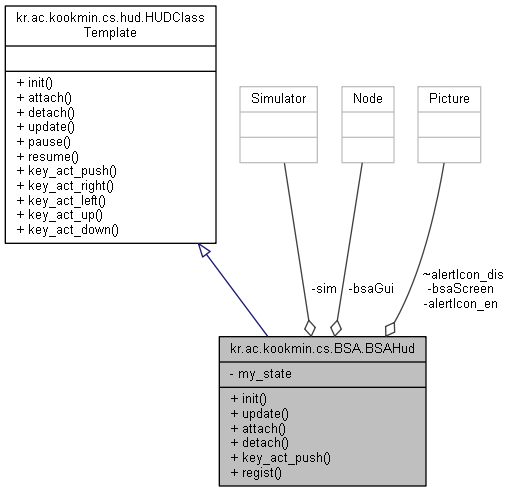 kr.ac.kookmin.cs.hud.HUDClass
Template
+ init()
+ attach()
+ detach()
+ update()
+ pause()
+ resume()
+ key_act_push()
+ key_act_right()
+ key_act_left()
+ key_act_up()
+ key_act_down()
Simulator
Node
Picture
-sim
-bsaGui
~alertIcon_dis
-bsaScreen
-alertIcon_en
kr.ac.kookmin.cs.BSA.BSAHud
- my_state
+ init()
+ update()
+ attach()
+ detach()
+ key_act_push()
+ regist()